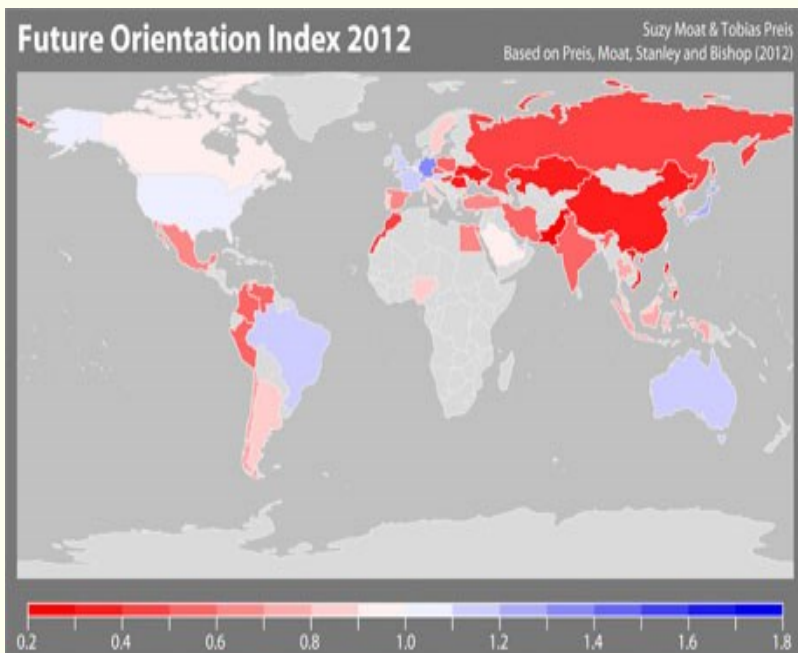 Future Orientation Index 2012
Suzy Moat & Tobias Preis
Based on Preis, Moat, Stanley and Bishop (2012)
0.2 0.4 0.6 0.8 1.0 1.2 1.4 1.6 1.8